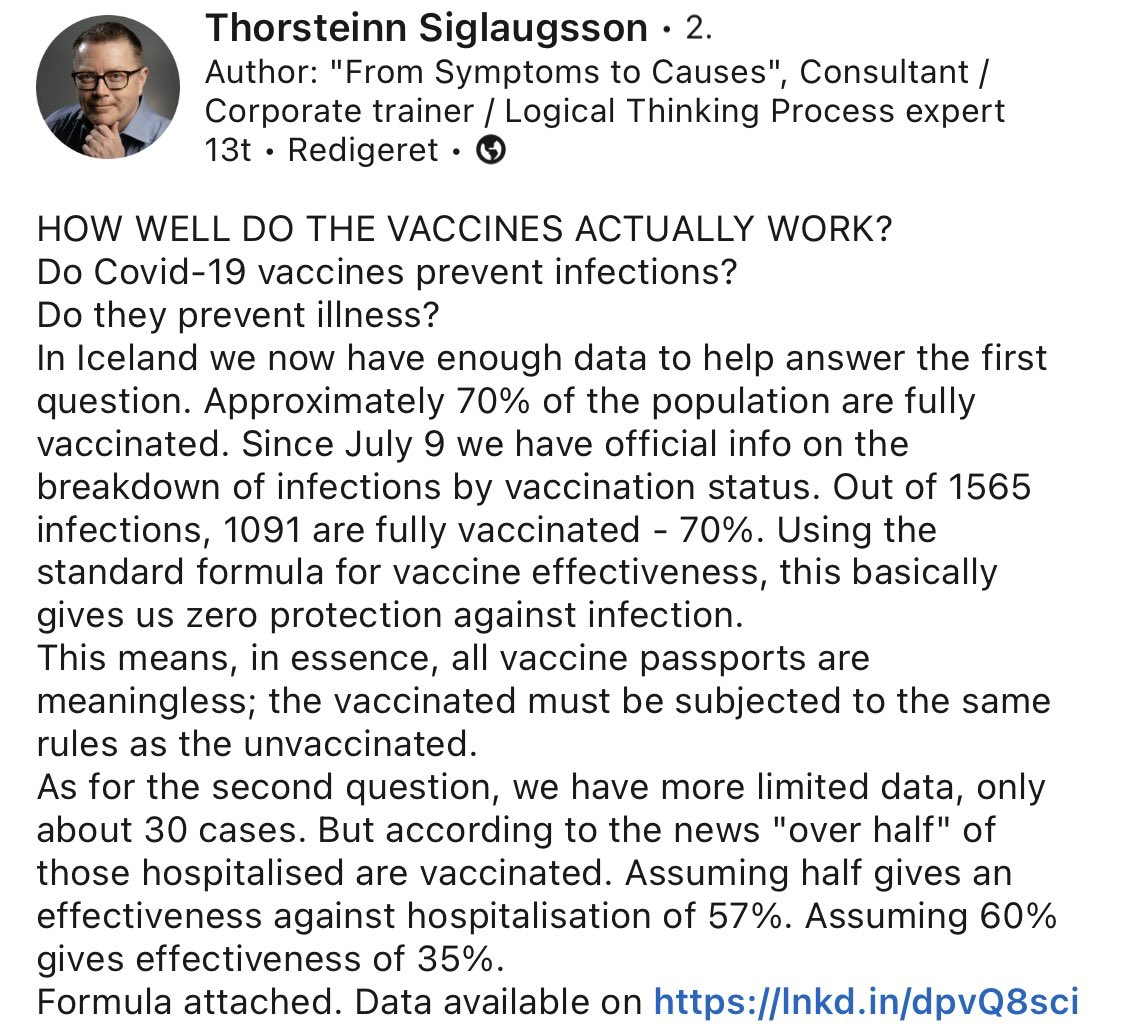 Thorsteinn Siglaugsson • 2.
Author: "From Symptoms to Causes", Consultant /
Corporate trainer / Logical Thinking Process expert
13t • Redigeret •
HOW WELL DO THE VACCINES ACTUALLY WORK?
Do Covid-19 vaccines prevent infections?
Do they prevent illness?
In Iceland we now have enough data to help answer the first
question. Approximately 70% of the population are fully
vaccinated. Since July 9 we have official info on the
breakdown of infections by vaccination status. Out of 1565
infections, 1091 are fully vaccinated - 70%. Using the
standard formula for vaccine effectiveness, this basically
gives us zero protection against infection.
This means, in essence, all vaccine passports are
meaningless; the vaccinated must be subjected to the same
rules as the unvaccinated.
As for the second question, we have more limited data, only
about 30 cases. But according to the news "over half" of
those hospitalised are vaccinated. Assuming half gives an
effectiveness against hospitalisation of 57%. Assuming 60%
gives effectiveness of 35%.
Formula attached. Data available on https://lnkd.in/dpvQ8sci